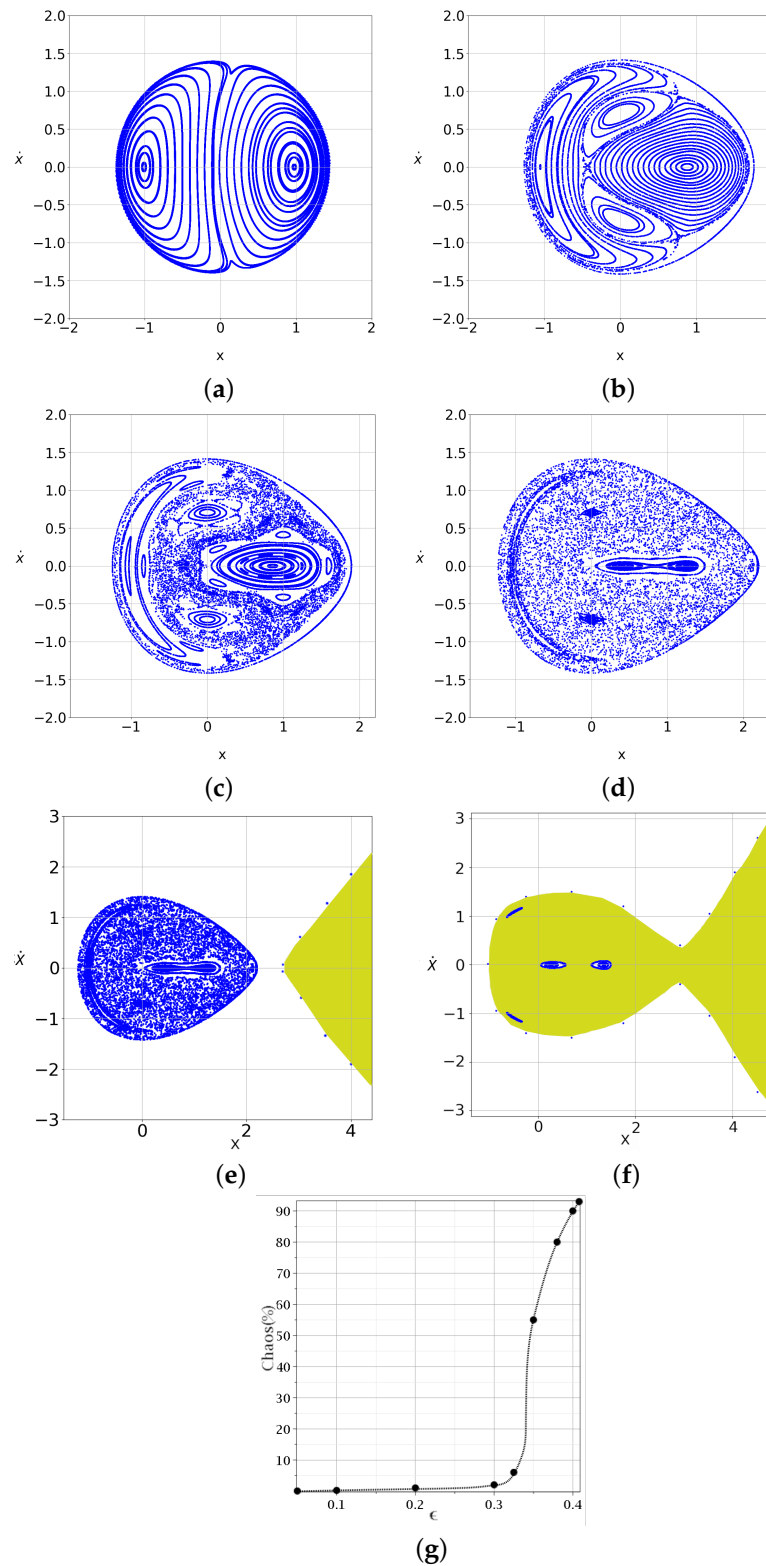 2.0
1.5
1.0
0.5
0.0
−0.5
−1.0
−1.5
−2.0
ẋ
−2 −1 0 1 2
x
(a)
2.0
1.5
1.0
0.5
0.0
−0.5
−1.0
−1.5
−2.0
ẋ
−2 −1 0 1
x
(b)
2.0
1.5
1.0
0.5
0.0
−0.5
−1.0
−1.5
−2.0
ẋ
−1 0 1 2
x
(c)
2.0
1.5
1.0
0.5
0.0
−0.5
−1.0
−1.5
−2.0
ẋ
−1 0 1 2
x
(d)
3
2
1
0
−1
−2
−3
Ẋ
0 2 4
X
(e)
3
2
1
0
−1
−2
−3
Ẋ
0 2 4
X
(f)
90
80
70
60
50
40
30
20
10
Chaos(%)
0.1 0.2 0.3 0.4
ϵ
(g)